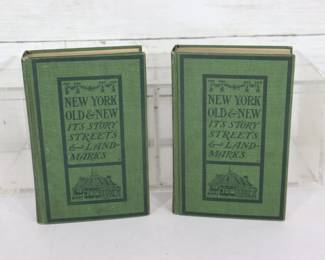 NEW YORK
OLD & NEW
ITS STORY
STREETS
& LAND-
MARKS
NEW YORK
OLD & NEW
ITS STORY
STREETS
& LAND-
MARKS